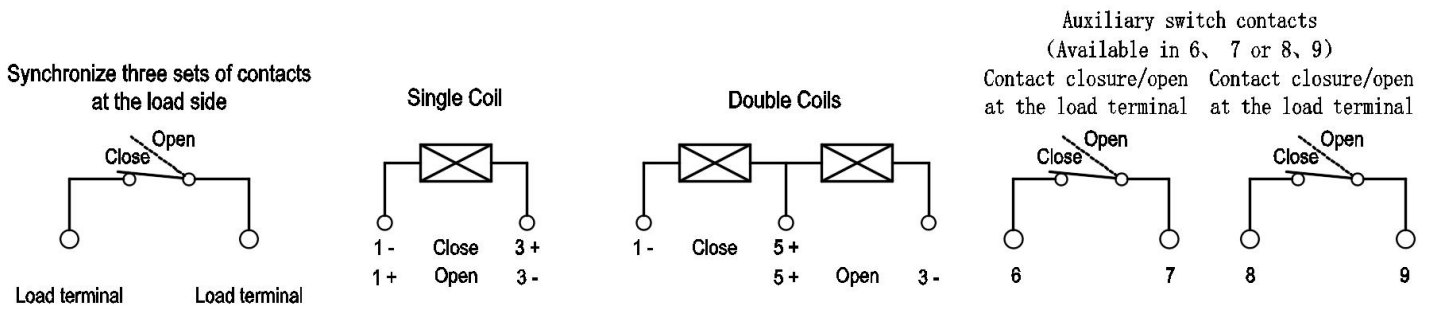 Synchronize three sets of contacts
at the load side
Open
Close
Load terminal
Load terminal
Single Coil
1 - Close 3 +
1 + Open 3 -
Double Coils
1 - Close 5 +
5 + Open 3 -
Auxiliary switch contacts
(Available in 6、 7 or 8、9)
Contact closure/open
at the load terminal
Open
Close
6 7
Contact closure/open
at the load terminal
Open
Close
8 9